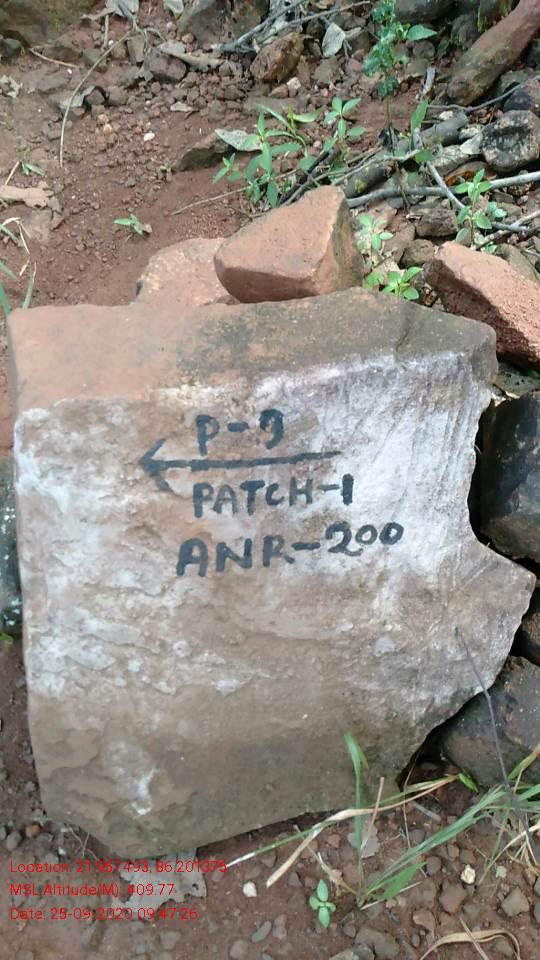 P-9
PATCH-1
ANR-200
Location: 21.957493, 86.201375
MSL Altitude(M): 409.77
Date: 25-09-2020 09:47:26